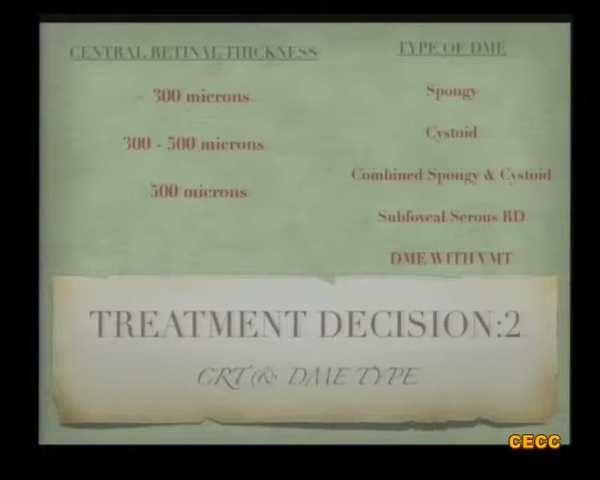 CENTRAL RETINAL THICKNESS
300 microns
300 - 500 microns
500 microns
TYPE OF DME
Spongy
Cystoid
Combined Spongy & Cystoid
Subfoveal Serous RD
DME WITH VMT
TREATMENT DECISION:2
CRT @ DME TYPE
CECC